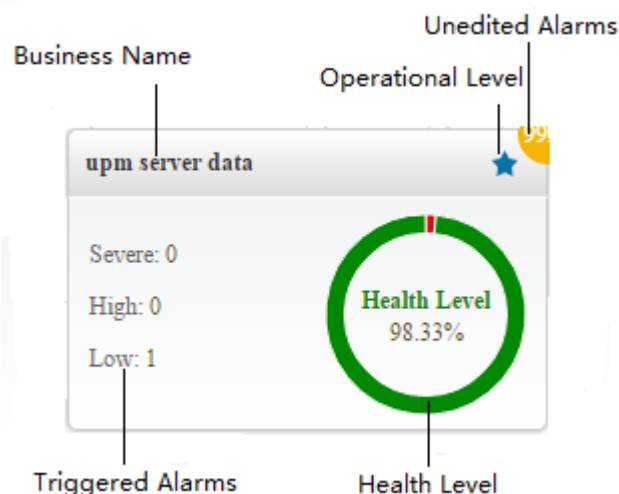 Unedited Alarms
Business Name
Operational Level
upm server data
Severe: 0
High: 0
Low: 1
Health Level
98.33%
Triggered Alarms
Health Level